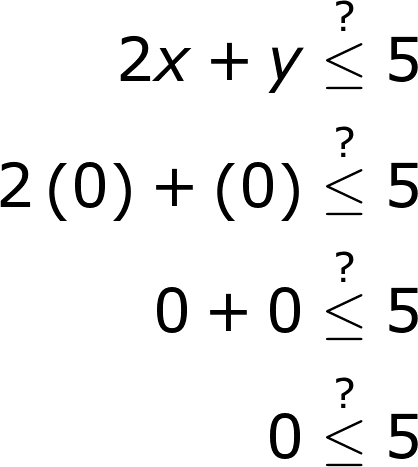 2x + y ≤? 5
2 (0) + (0) ≤? 5
0 + 0 ≤? 5
0 ≤? 5